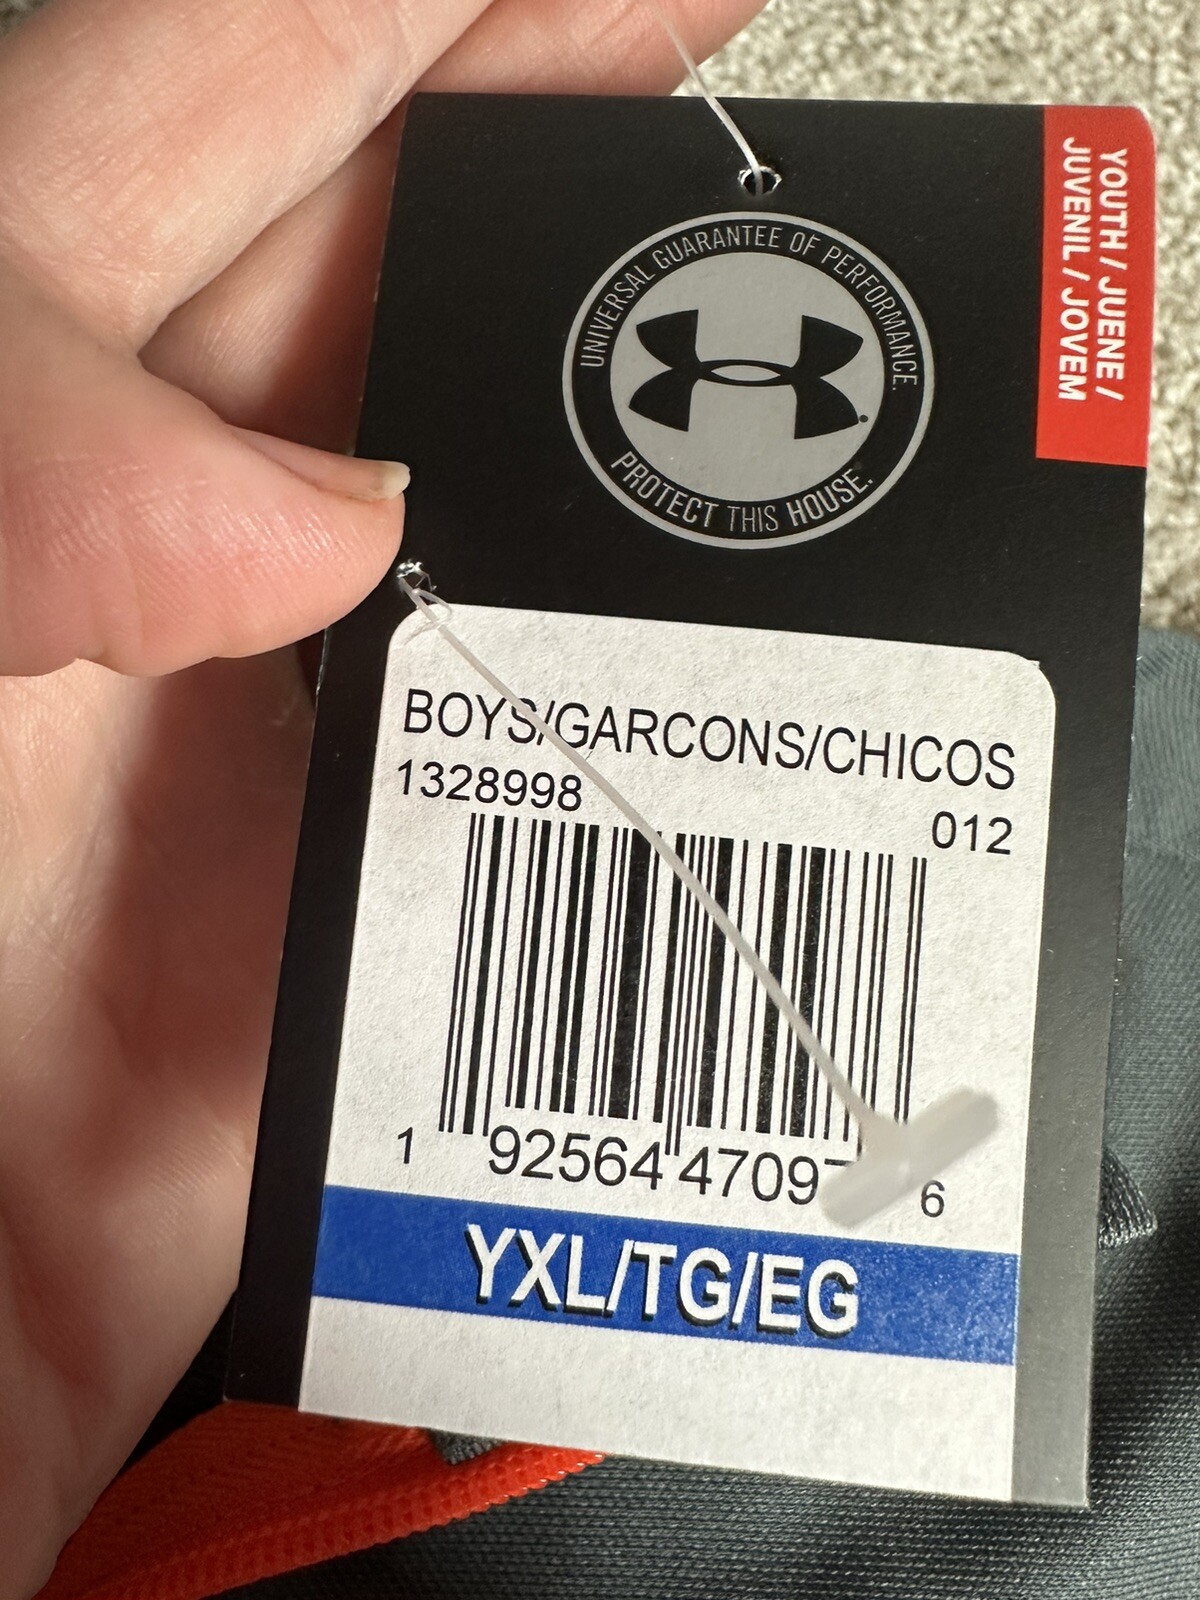 UNIVERSAL GUARANTEE OF PERFORMANCE.
PROTECT THIS HOUSE.
YOUTH / JUENE /
JUVENIL / JOVEM
BOYS/GARCONS/CHICOS
1328998
012
1 92564 4709 6
YXL/TG/EG